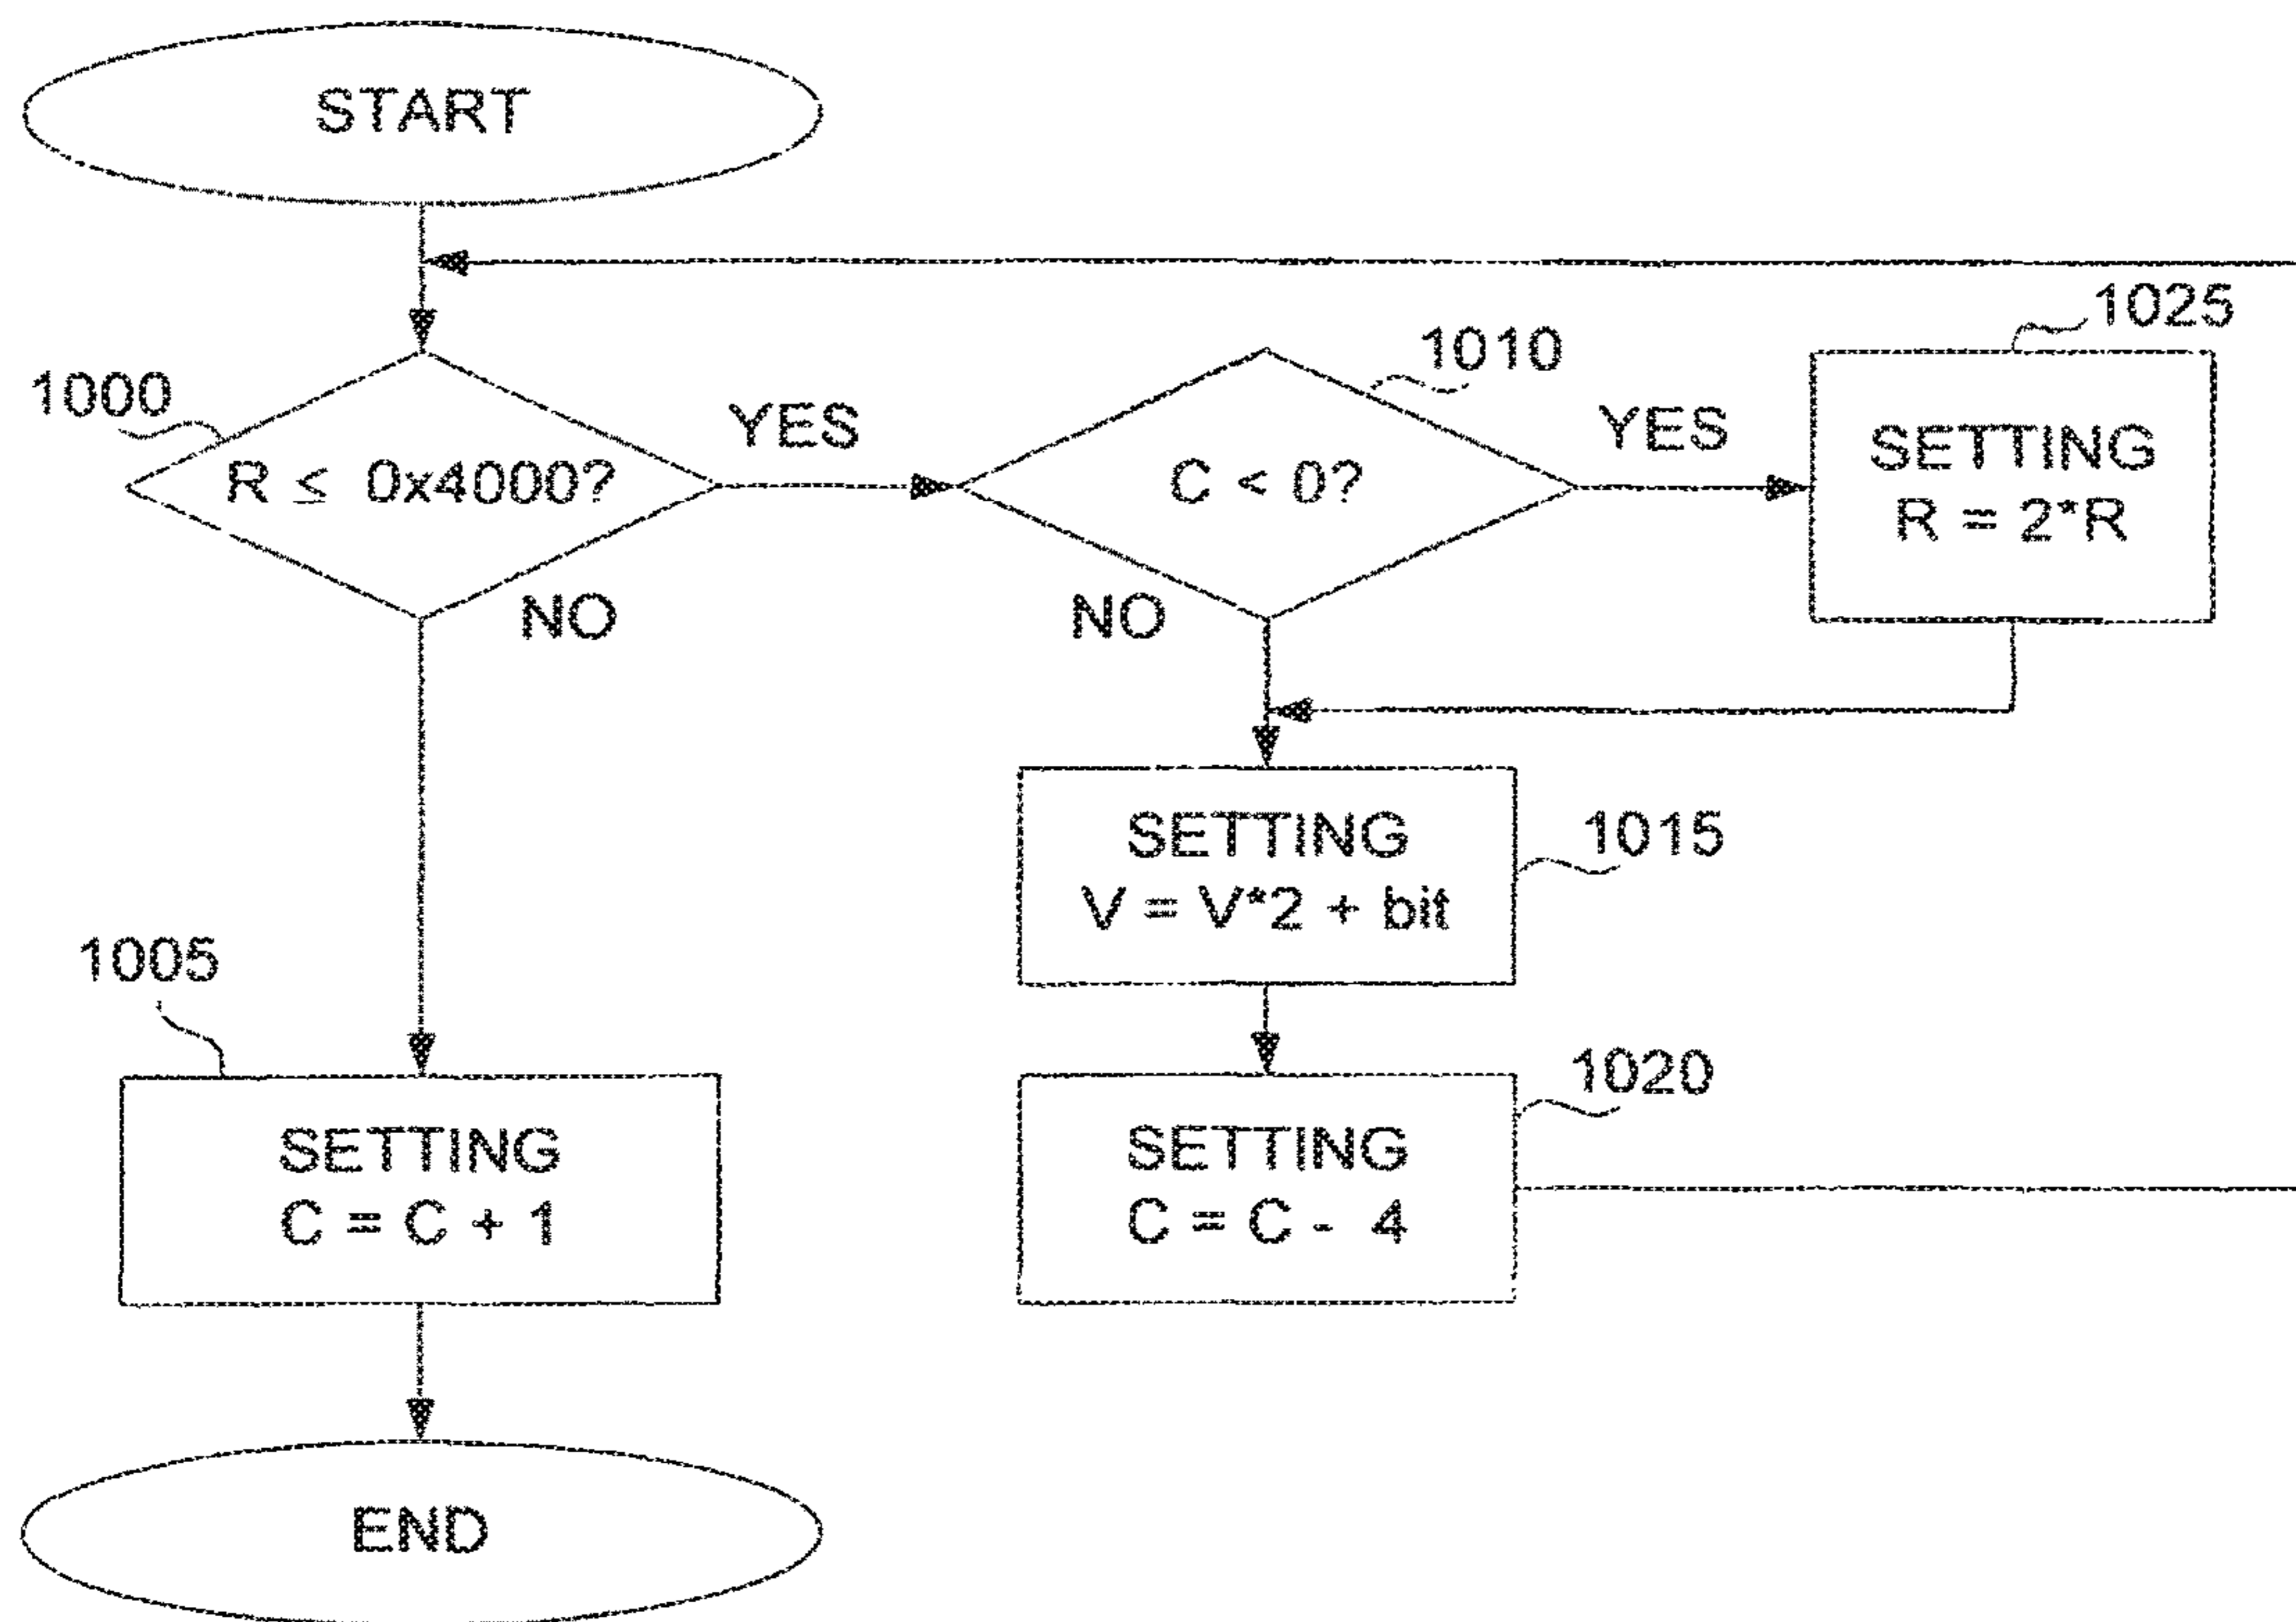 START
1025
1010
1000
YES
YES
R ≤ 0x4000?
C < 0?
SETTING
R = 2*R
NO
NO
SETTING
V = V*2 + bit
1015
1005
1020
SETTING
C = C + 1
SETTING
C = C - 4
END